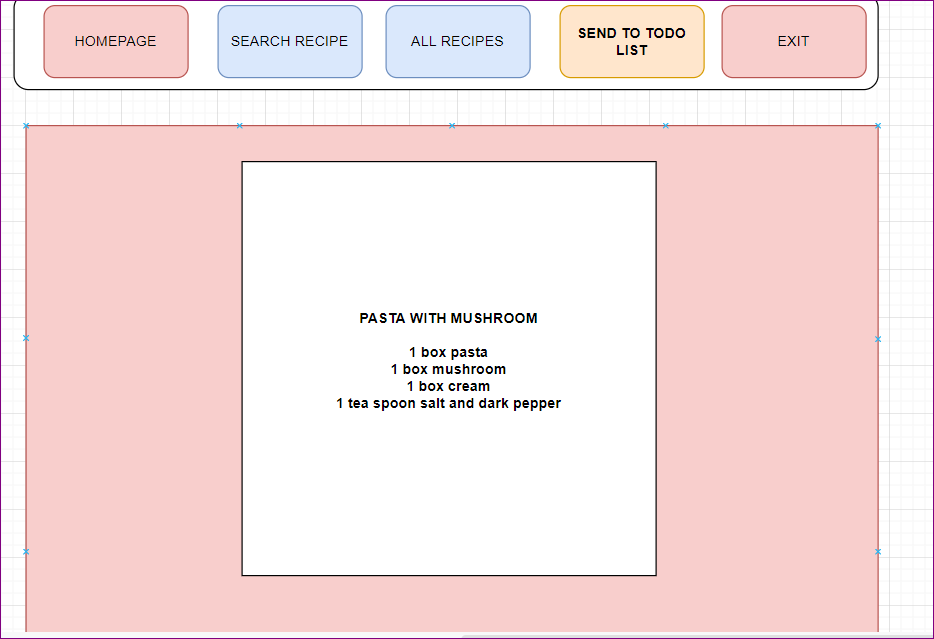 HOMEPAGE
SEARCH RECIPE
ALL RECIPES
SEND TO TODO
LIST
EXIT
PASTA WITH MUSHROOM
1 box pasta
1 box mushroom
1 box cream
1 tea spoon salt and dark pepper